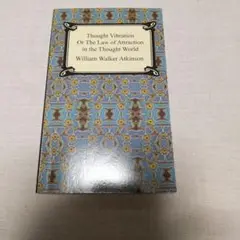 Thought Vibration
Or The Law of Attraction
in the Thought World
William Walker Atkinson